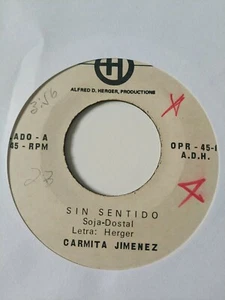 H
ALFRED D. HERGER, PRODUCTIONS
LADO - A
45 - RPM
OPR - 45-
A.D.H.
SIN SENTIDO
Soja-Dostal
Letra: Herger
CARMITA JIMENEZ